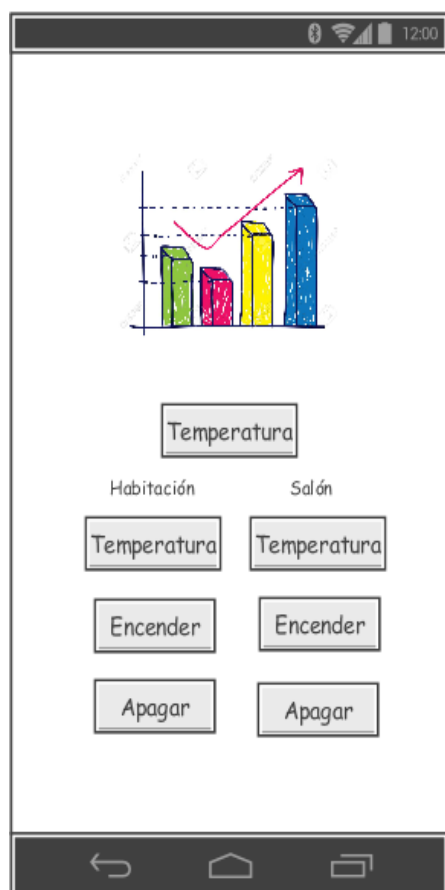 12:00
Temperatura
Habitación Salón
Temperatura Temperatura
Encender Encender
Apagar Apagar